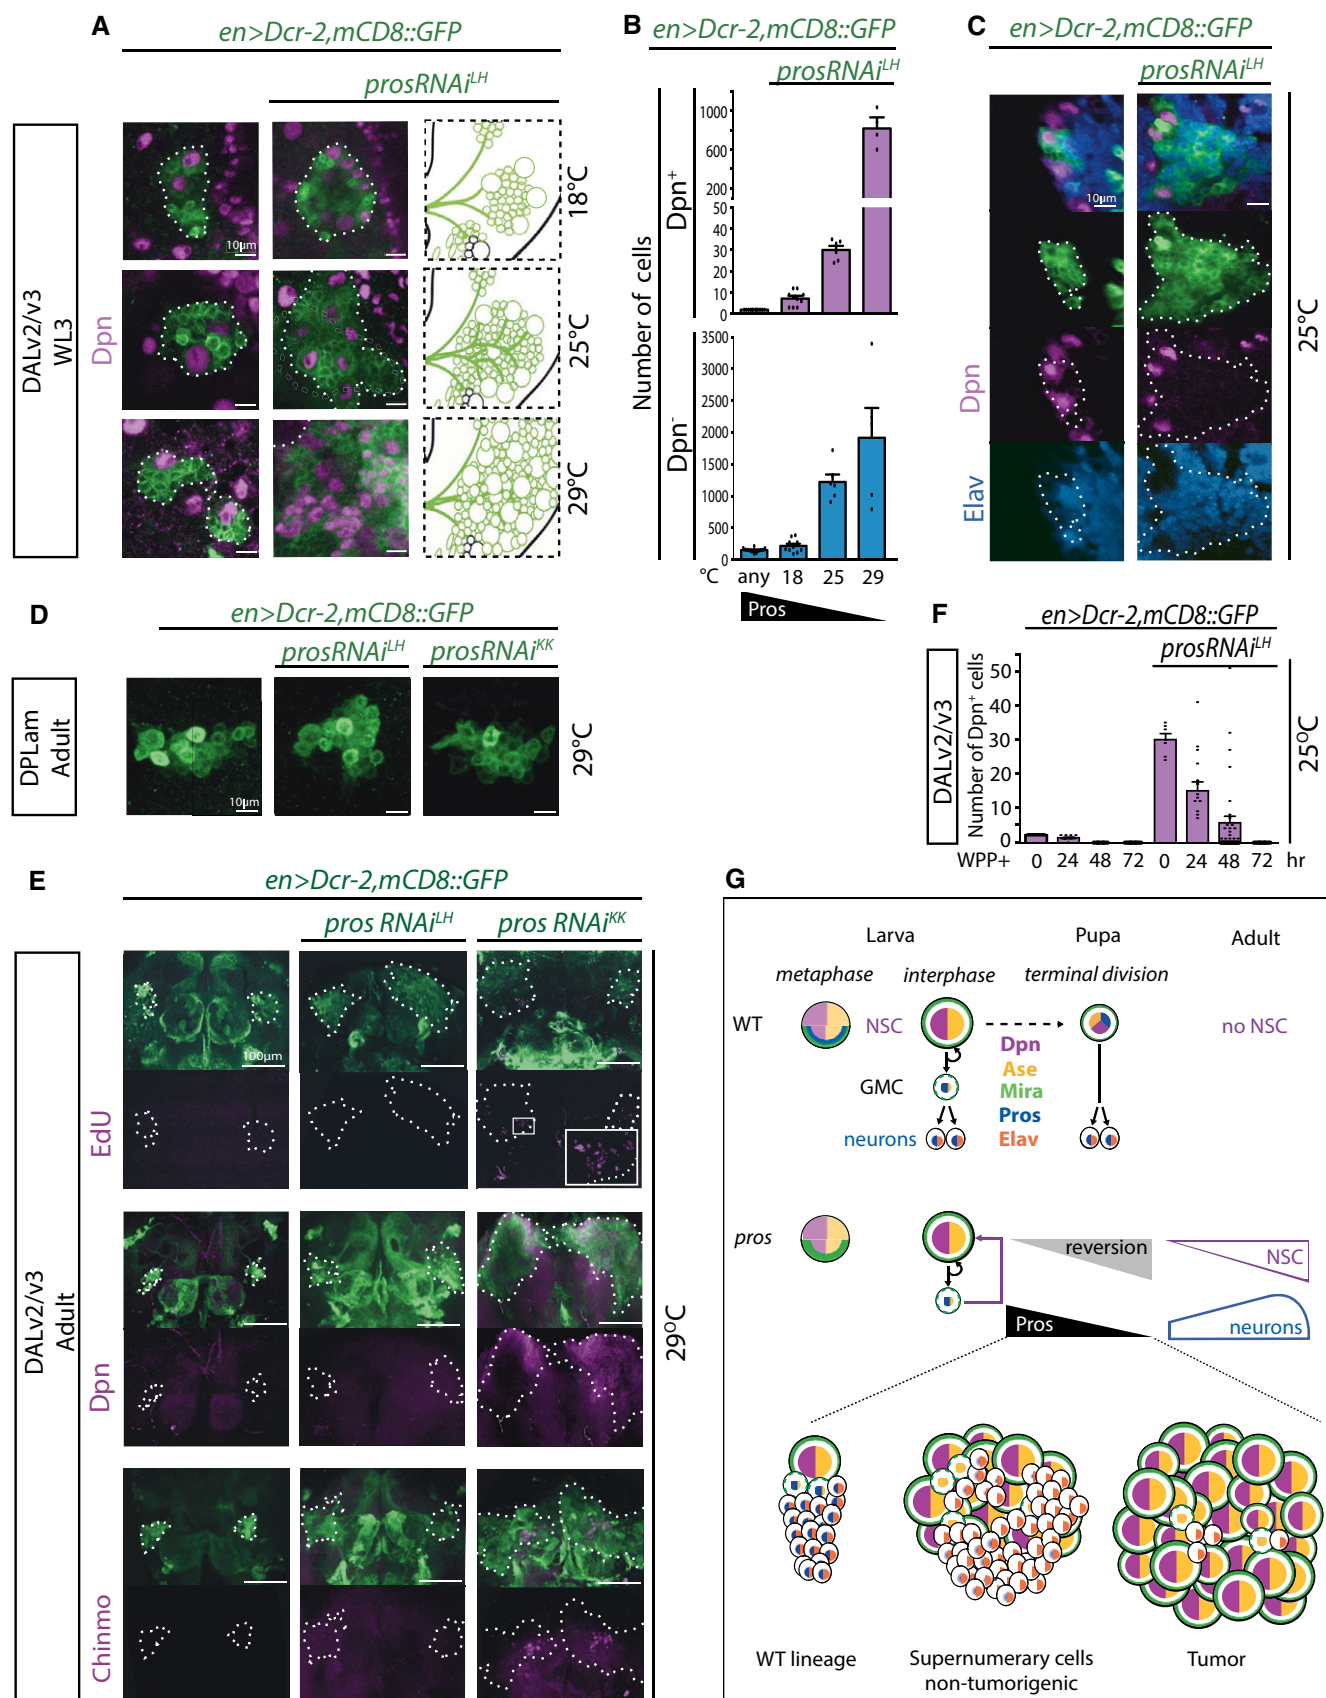 A
en>Dcr-2,mCD8::GFP
prosRNAi^LH
DALv2/v3
WL3
Dpn
10μm
18°C
25°C
29°C
B
en>Dcr-2,mCD8::GFP
prosRNAi^LH
Number of cells
Dpn⁺
1000
800
600
400
200
50
40
30
20
10
0
Dpn⁻
3500
3000
2500
2000
1500
1000
500
0
°C any 18 25 29
Pros
C
en>Dcr-2,mCD8::GFP
prosRNAi^LH
10μm
Dpn
Elav
25°C
D
en>Dcr-2,mCD8::GFP
prosRNAi^LH prosRNAi^KK
DPLam
Adult
10μm
29°C
F
en>Dcr-2,mCD8::GFP
prosRNAi^LH
DALv2/v3
Number of Dpn⁺ cells
50
40
30
20
10
0
WPP+ 0 24 48 72 0 24 48 72 hr
25°C
E
en>Dcr-2,mCD8::GFP
pros RNAi^LH pros RNAi^KK
DALv2/v3
Adult
100μm
EdU
Dpn
Chinmo
29°C
G
Larva Pupa Adult
metaphase interphase terminal division
WT NSC no NSC
Dpn
Ase
GMC Mira
Pros
neurons Elav
pros
reversion NSC
Pros neurons
WT lineage Supernumerary cells Tumor
non-tumorigenic